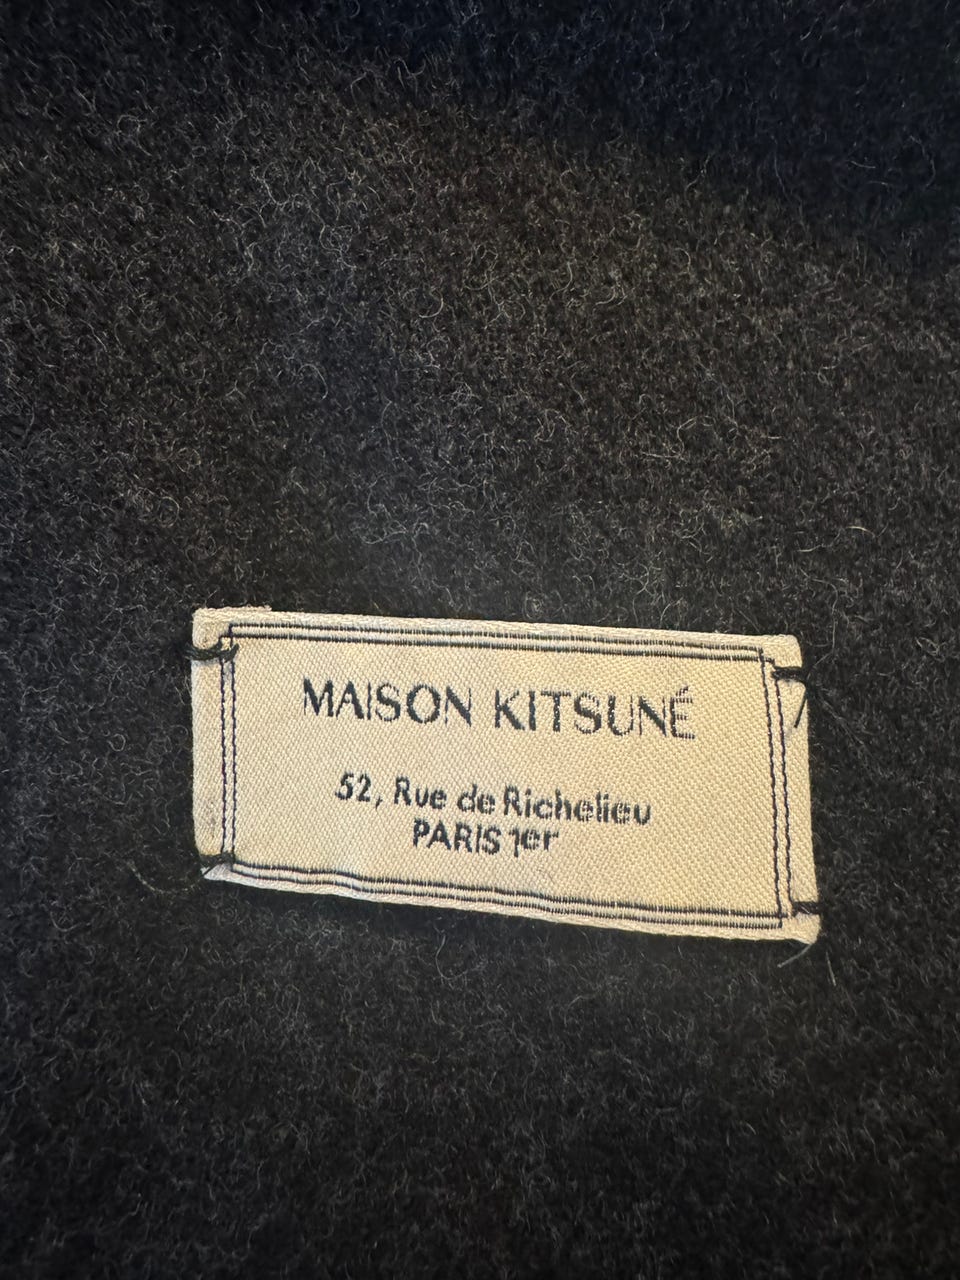 MAISON KITSUNÉ
52, Rue de Richelieu
PARIS 1er